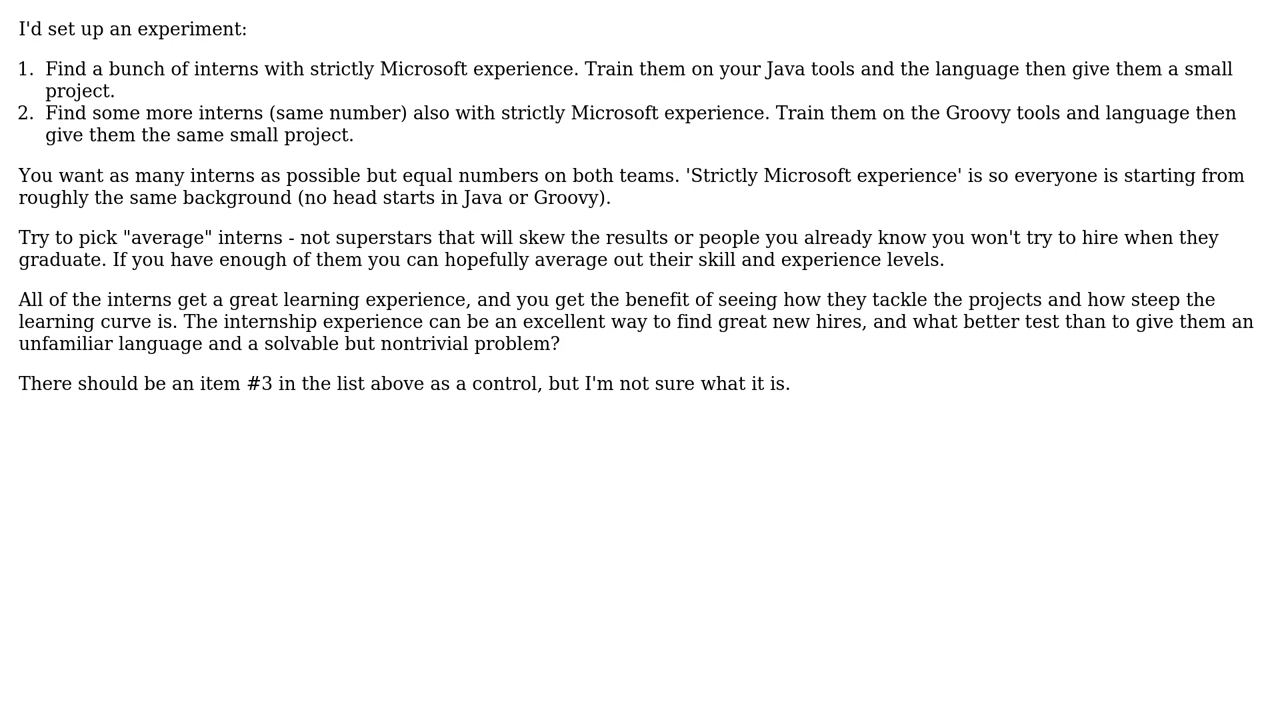 I'd set up an experiment:
1. Find a bunch of interns with strictly Microsoft experience. Train them on your Java tools and the language then give them a small
project.
2. Find some more interns (same number) also with strictly Microsoft experience. Train them on the Groovy tools and language then
give them the same small project.
You want as many interns as possible but equal numbers on both teams. 'Strictly Microsoft experience' is so everyone is starting from
roughly the same background (no head starts in Java or Groovy).
Try to pick "average" interns - not superstars that will skew the results or people you already know you won't try to hire when they
graduate. If you have enough of them you can hopefully average out their skill and experience levels.
All of the interns get a great learning experience, and you get the benefit of seeing how they tackle the projects and how steep the
learning curve is. The internship experience can be an excellent way to find great new hires, and what better test than to give them an
unfamiliar language and a solvable but nontrivial problem?
There should be an item #3 in the list above as a control, but I'm not sure what it is.